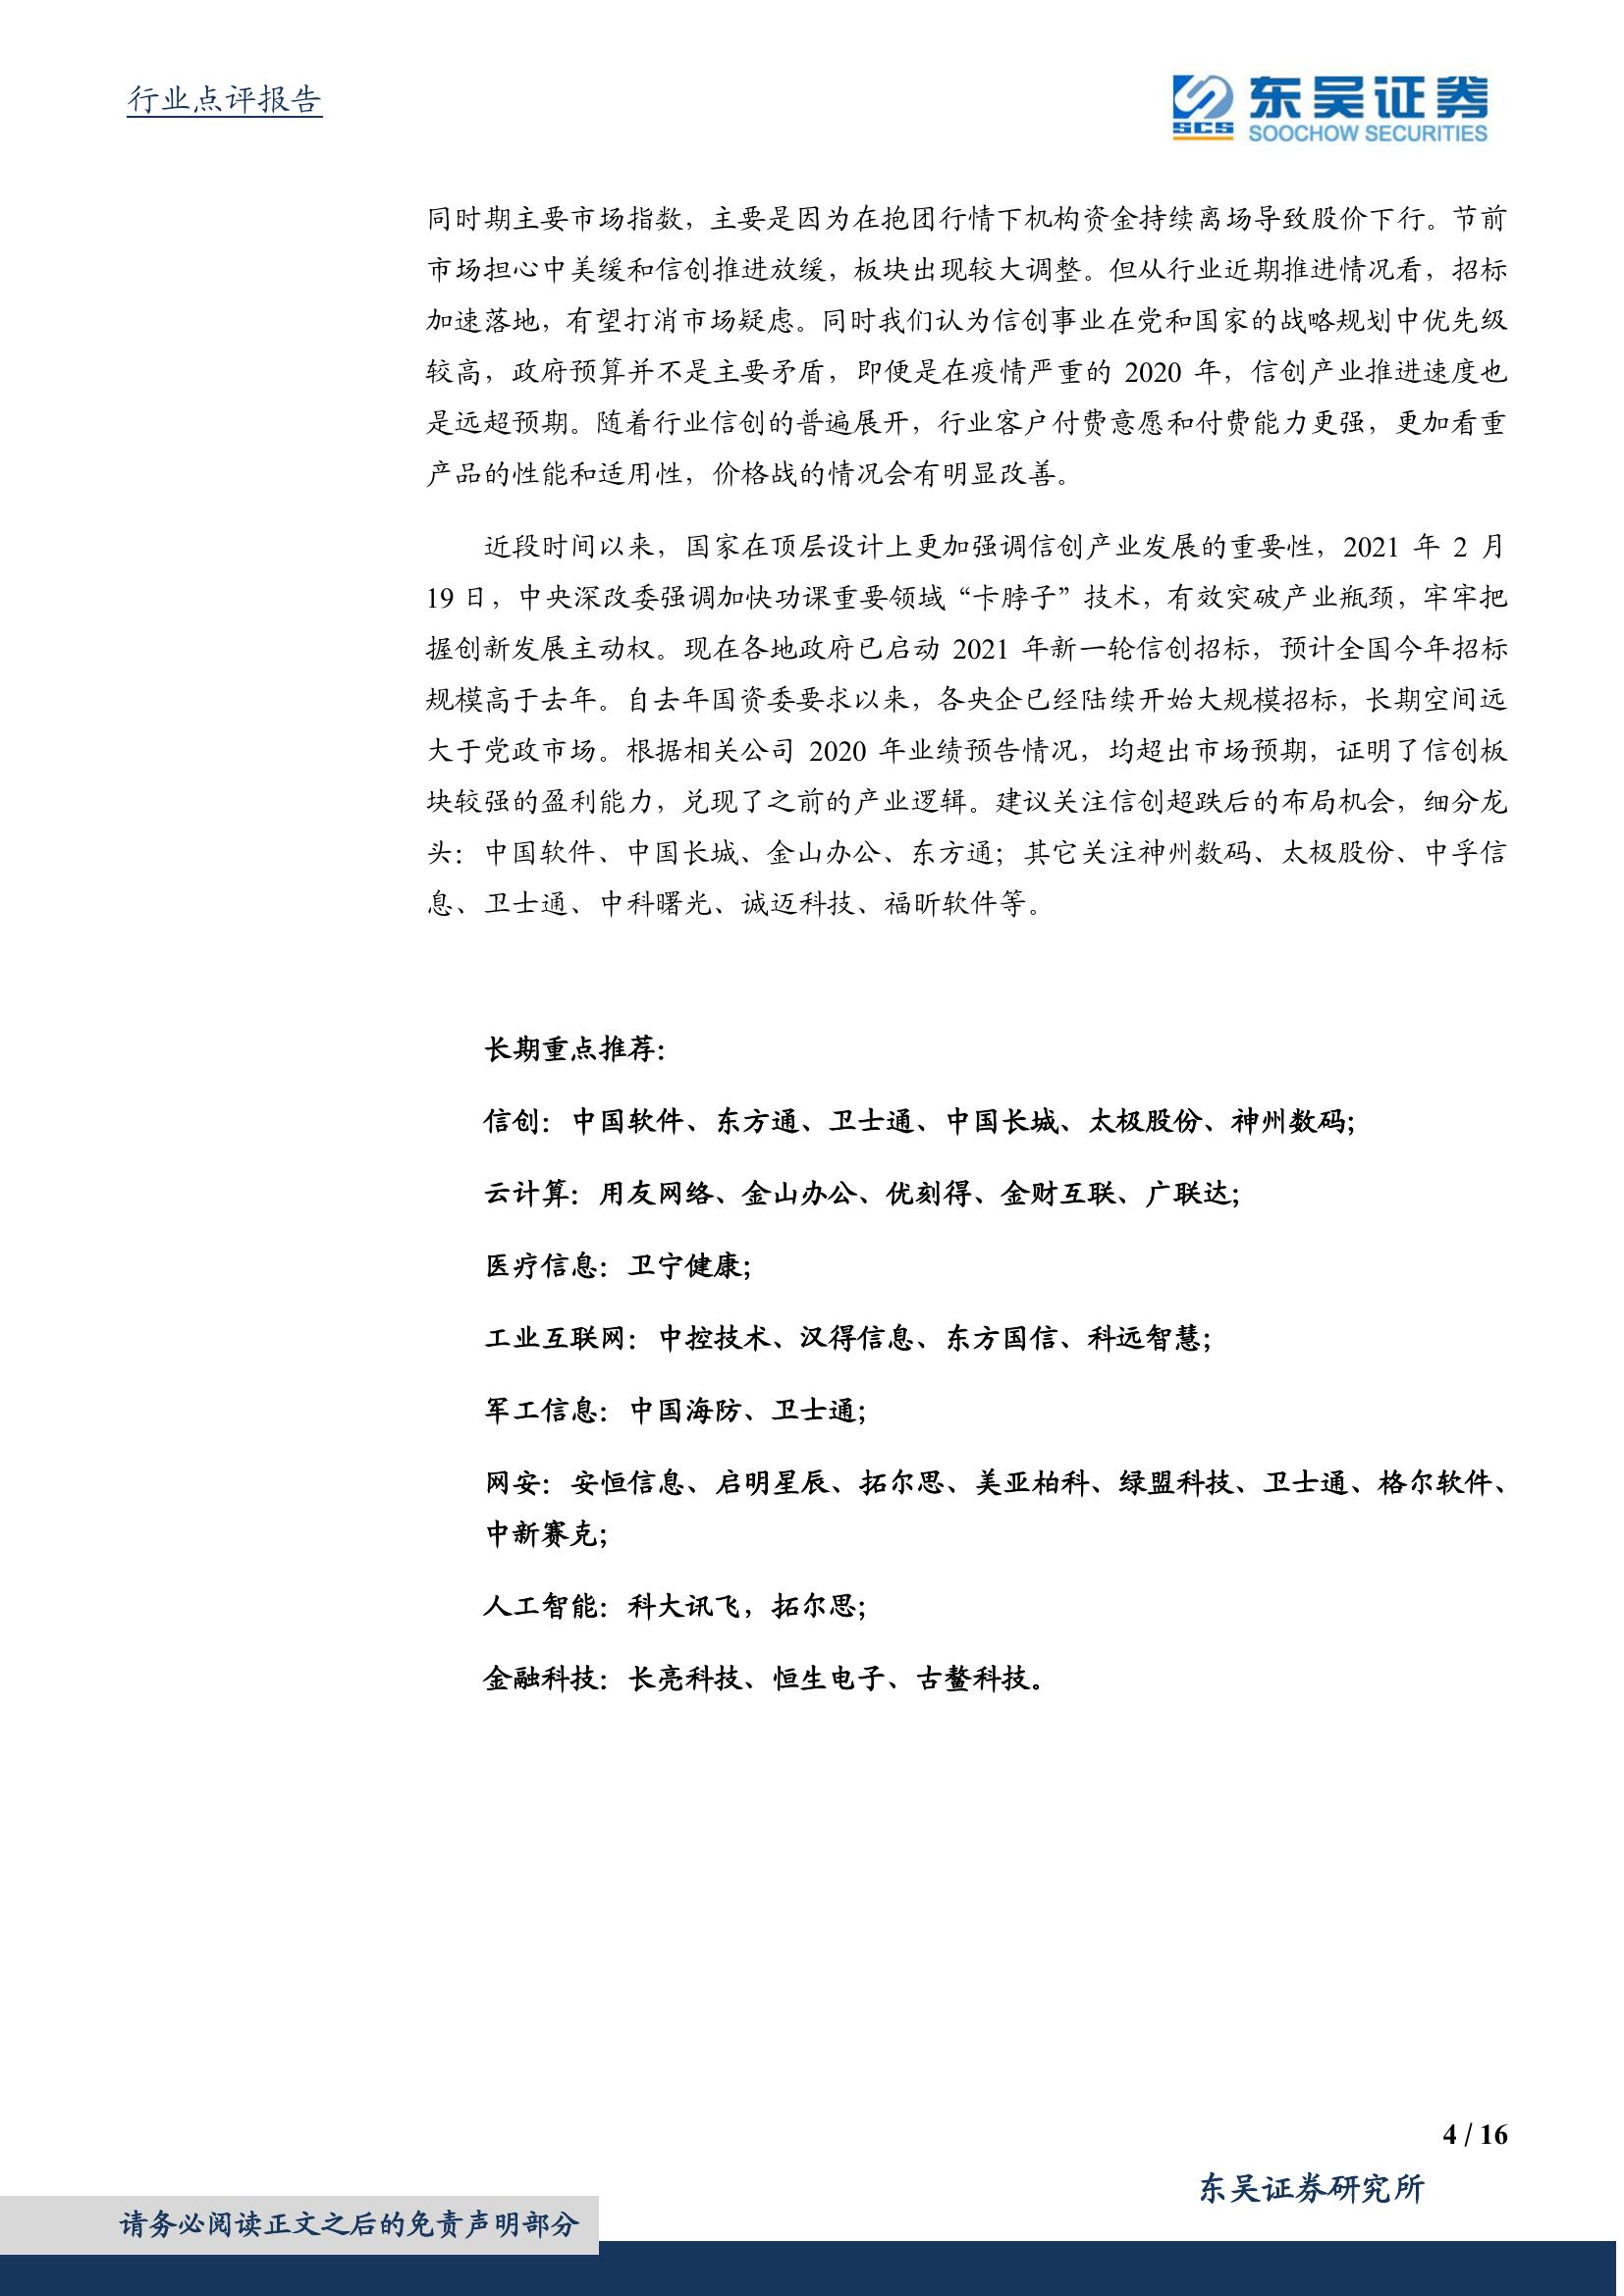 行业点评报告
SCS
东吴证券
SOOCHOW SECURITIES
同时期主要市场指数，主要是因为在抱团行情下机构资金持续离场导致股价下行。节前
市场担心中美缓和信创推进放缓，板块出现较大调整。但从行业近期推进情况看，招标
加速落地，有望打消市场疑虑。同时我们认为信创事业在党和国家的战略规划中优先级
较高，政府预算并不是主要矛盾，即便是在疫情严重的 2020 年，信创产业推进速度也
是远超预期。随着行业信创的普遍展开，行业客户付费意愿和付费能力更强，更加看重
产品的性能和适用性，价格战的情况会有明显改善。
近段时间以来，国家在顶层设计上更加强调信创产业发展的重要性，2021 年 2 月
19 日，中央深改委强调加快功课重要领域“卡脖子”技术，有效突破产业瓶颈，牢牢把
握创新发展主动权。现在各地政府已启动 2021 年新一轮信创招标，预计全国今年招标
规模高于去年。自去年国资委要求以来，各央企已经陆续开始大规模招标，长期空间远
大于党政市场。根据相关公司 2020 年业绩预告情况，均超出市场预期，证明了信创板
块较强的盈利能力，兑现了之前的产业逻辑。建议关注信创超跌后的布局机会，细分龙
头：中国软件、中国长城、金山办公、东方通；其它关注神州数码、太极股份、中孚信
息、卫士通、中科曙光、诚迈科技、福昕软件等。
长期重点推荐：
信创：中国软件、东方通、卫士通、中国长城、太极股份、神州数码；
云计算：用友网络、金山办公、优刻得、金财互联、广联达；
医疗信息：卫宁健康；
工业互联网：中控技术、汉得信息、东方国信、科远智慧；
军工信息：中国海防、卫士通；
网安：安恒信息、启明星辰、拓尔思、美亚柏科、绿盟科技、卫士通、格尔软件、
中新赛克；
人工智能：科大讯飞，拓尔思；
金融科技：长亮科技、恒生电子、古鳌科技。
4 / 16
东吴证券研究所
请务必阅读正文之后的免责声明部分